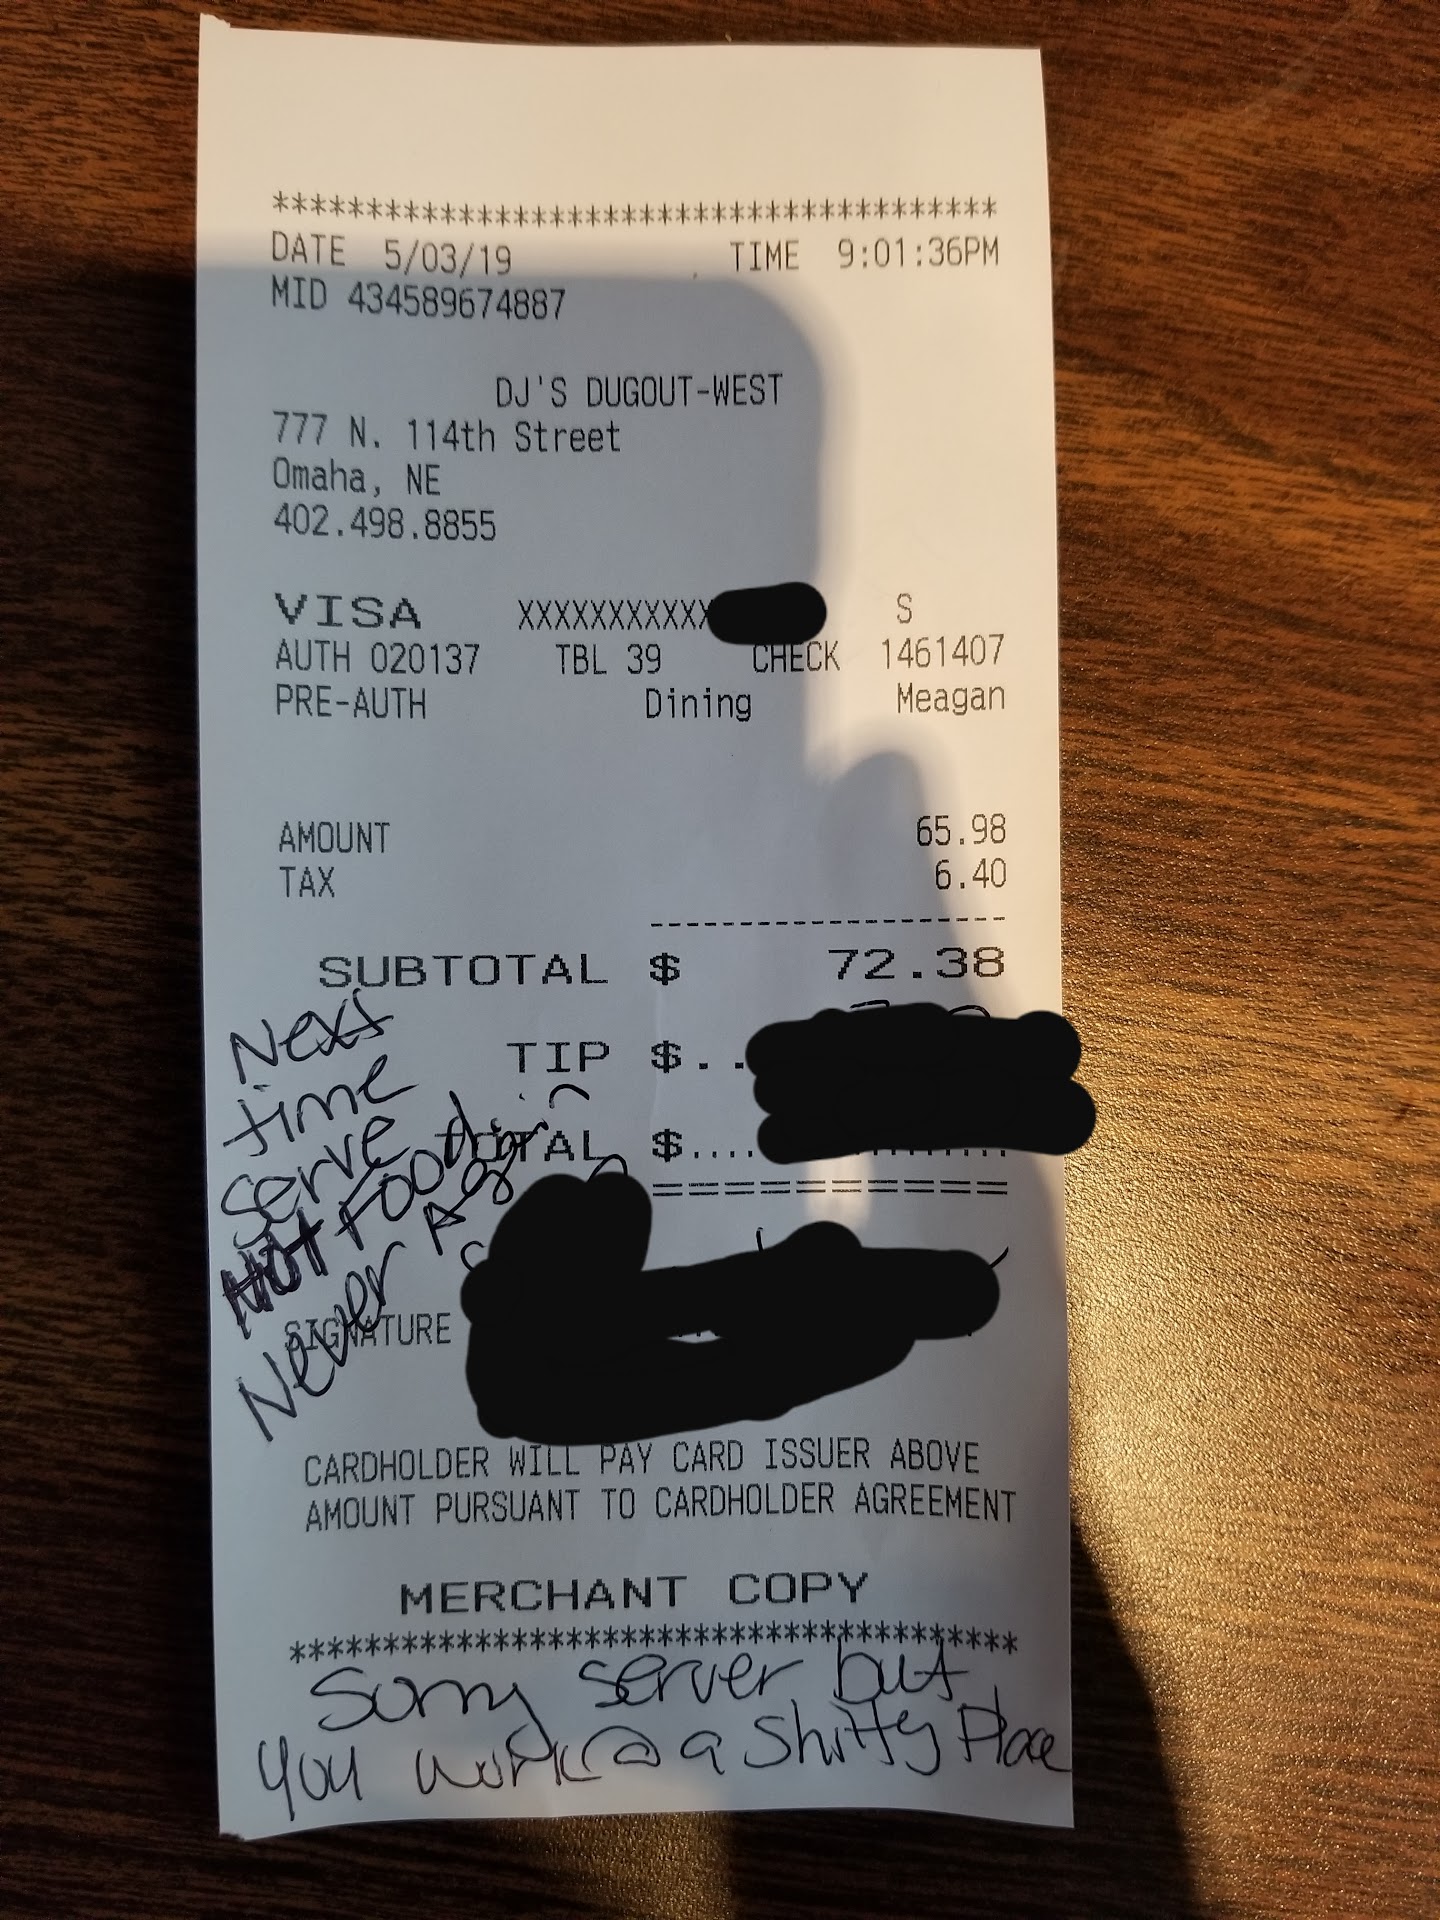 ****************************************
DATE 5/03/19 TIME 9:01:36PM
MID 434589674887
DJ'S DUGOUT-WEST
777 N. 114th Street
Omaha, NE
402.498.8855
VISA XXXXXXXXXXX S
AUTH 020137 TBL 39 CHECK 1461407
PRE-AUTH Dining Meagan
AMOUNT 65.98
TAX 6.40
--------------------
SUBTOTAL $ 72.38
TIP $..
TOTAL $....
===========
Next
time
serve
Hot Food
Never Again
SIGNATURE
CARDHOLDER WILL PAY CARD ISSUER ABOVE
AMOUNT PURSUANT TO CARDHOLDER AGREEMENT
MERCHANT COPY
****************************************
Sorry server but
you work @ a shitty Place